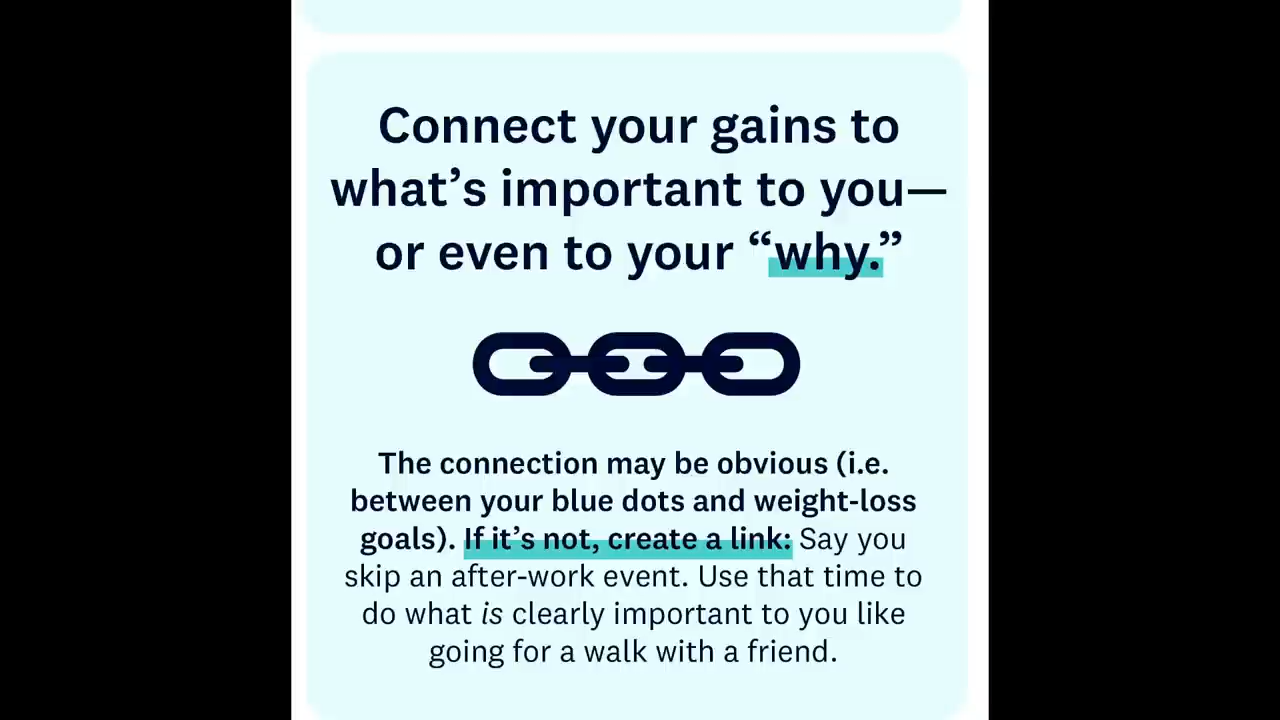 Connect your gains to
what’s important to you—
or even to your “why.”
The connection may be obvious (i.e.
between your blue dots and weight-loss
goals). If it’s not, create a link: Say you
skip an after-work event. Use that time to
do what is clearly important to you like
going for a walk with a friend.